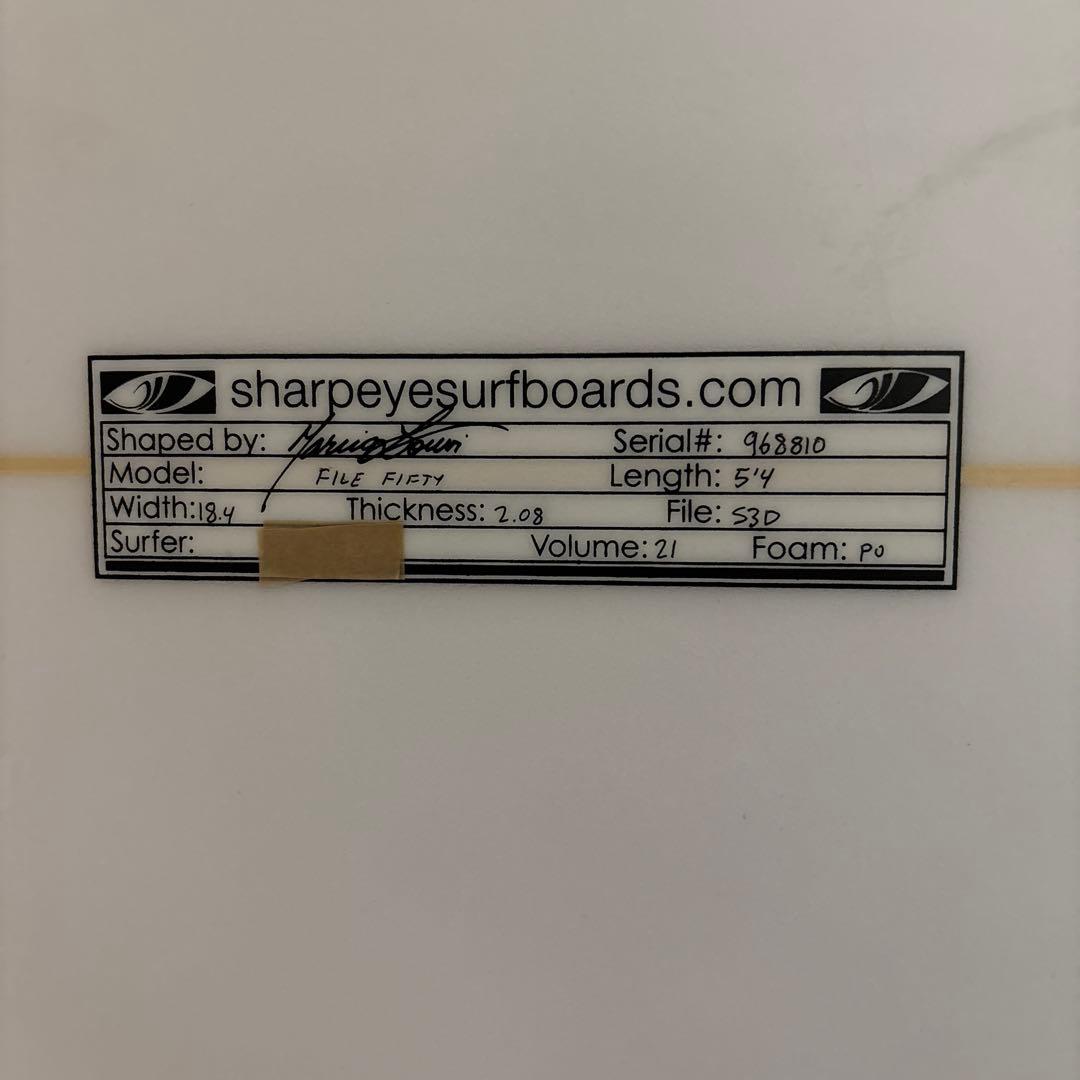 sharpeyesurfboards.com
Shaped by: Serial#: 968810
Model: FILE FIFTY Length: 5'4
Width: 18.4 Thickness: 2.08 File: S3D
Surfer: Volume: 21 Foam: PU